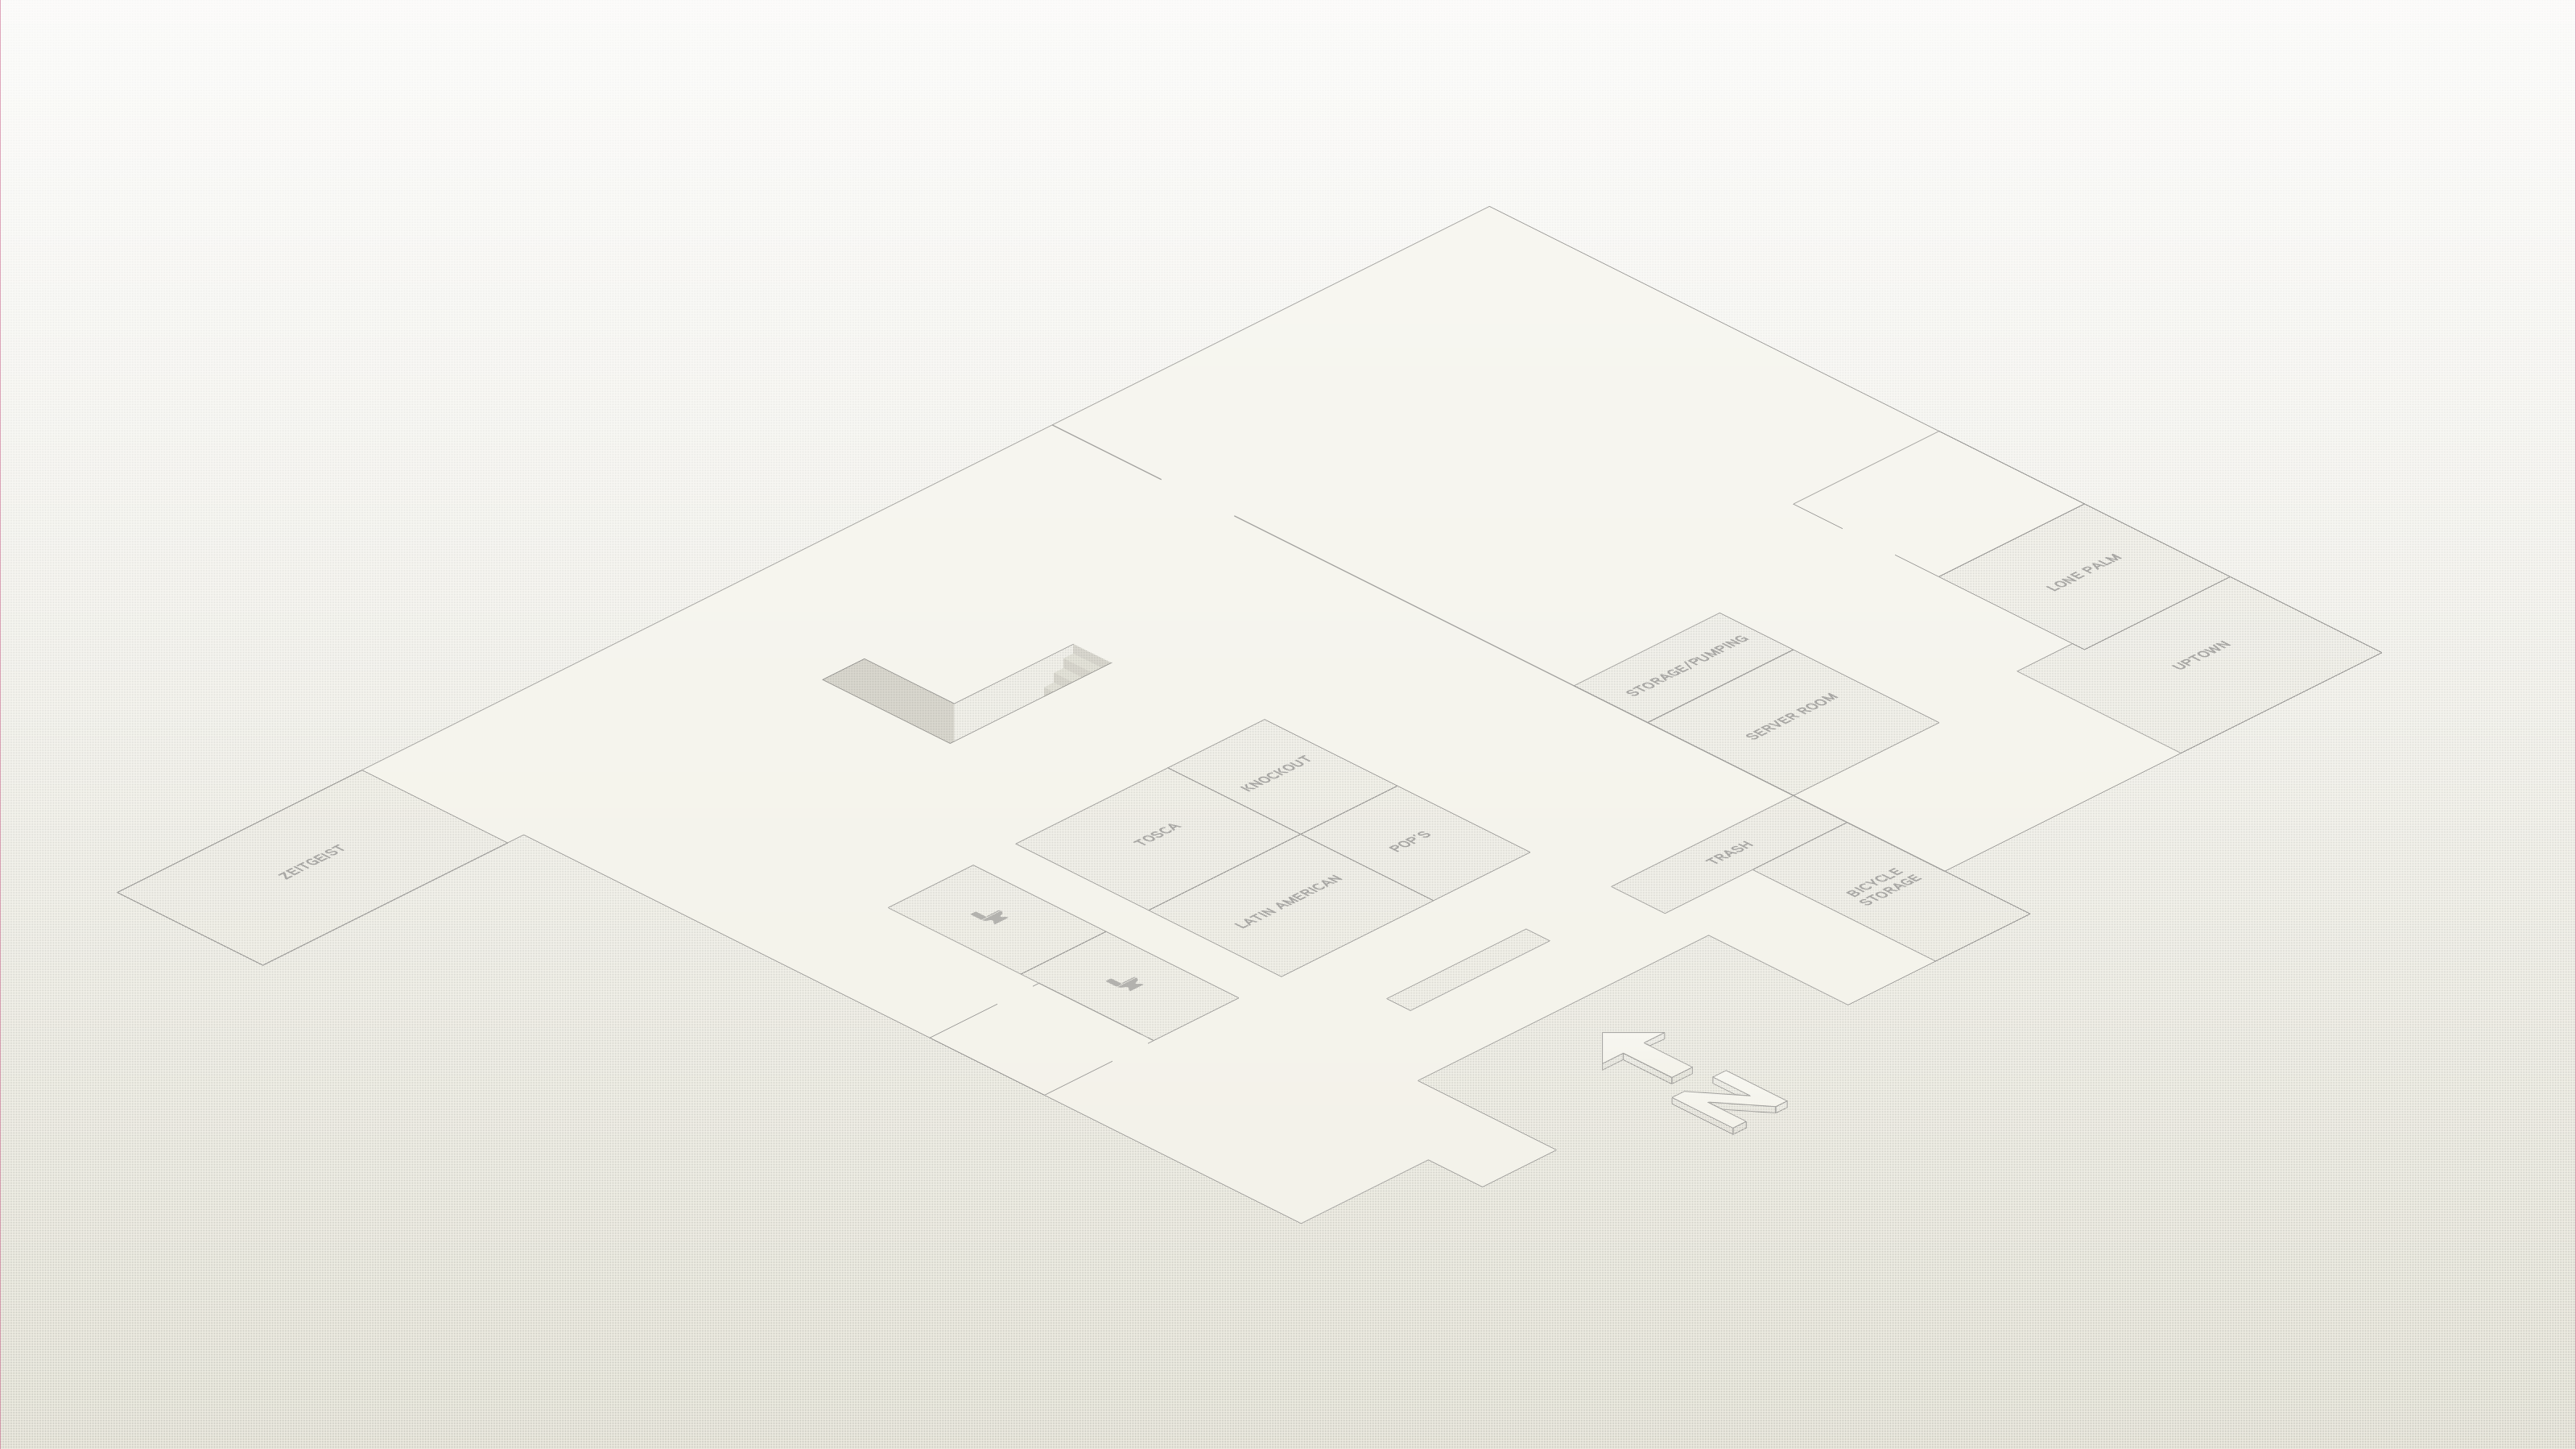 LONE PALM
UPTOWN
STORAGE/PUMPING
SERVER ROOM
KNOCKOUT
TOSCA
POP'S
LATIN AMERICAN
TRASH
BICYCLE
STORAGE
ZEITGEIST
N